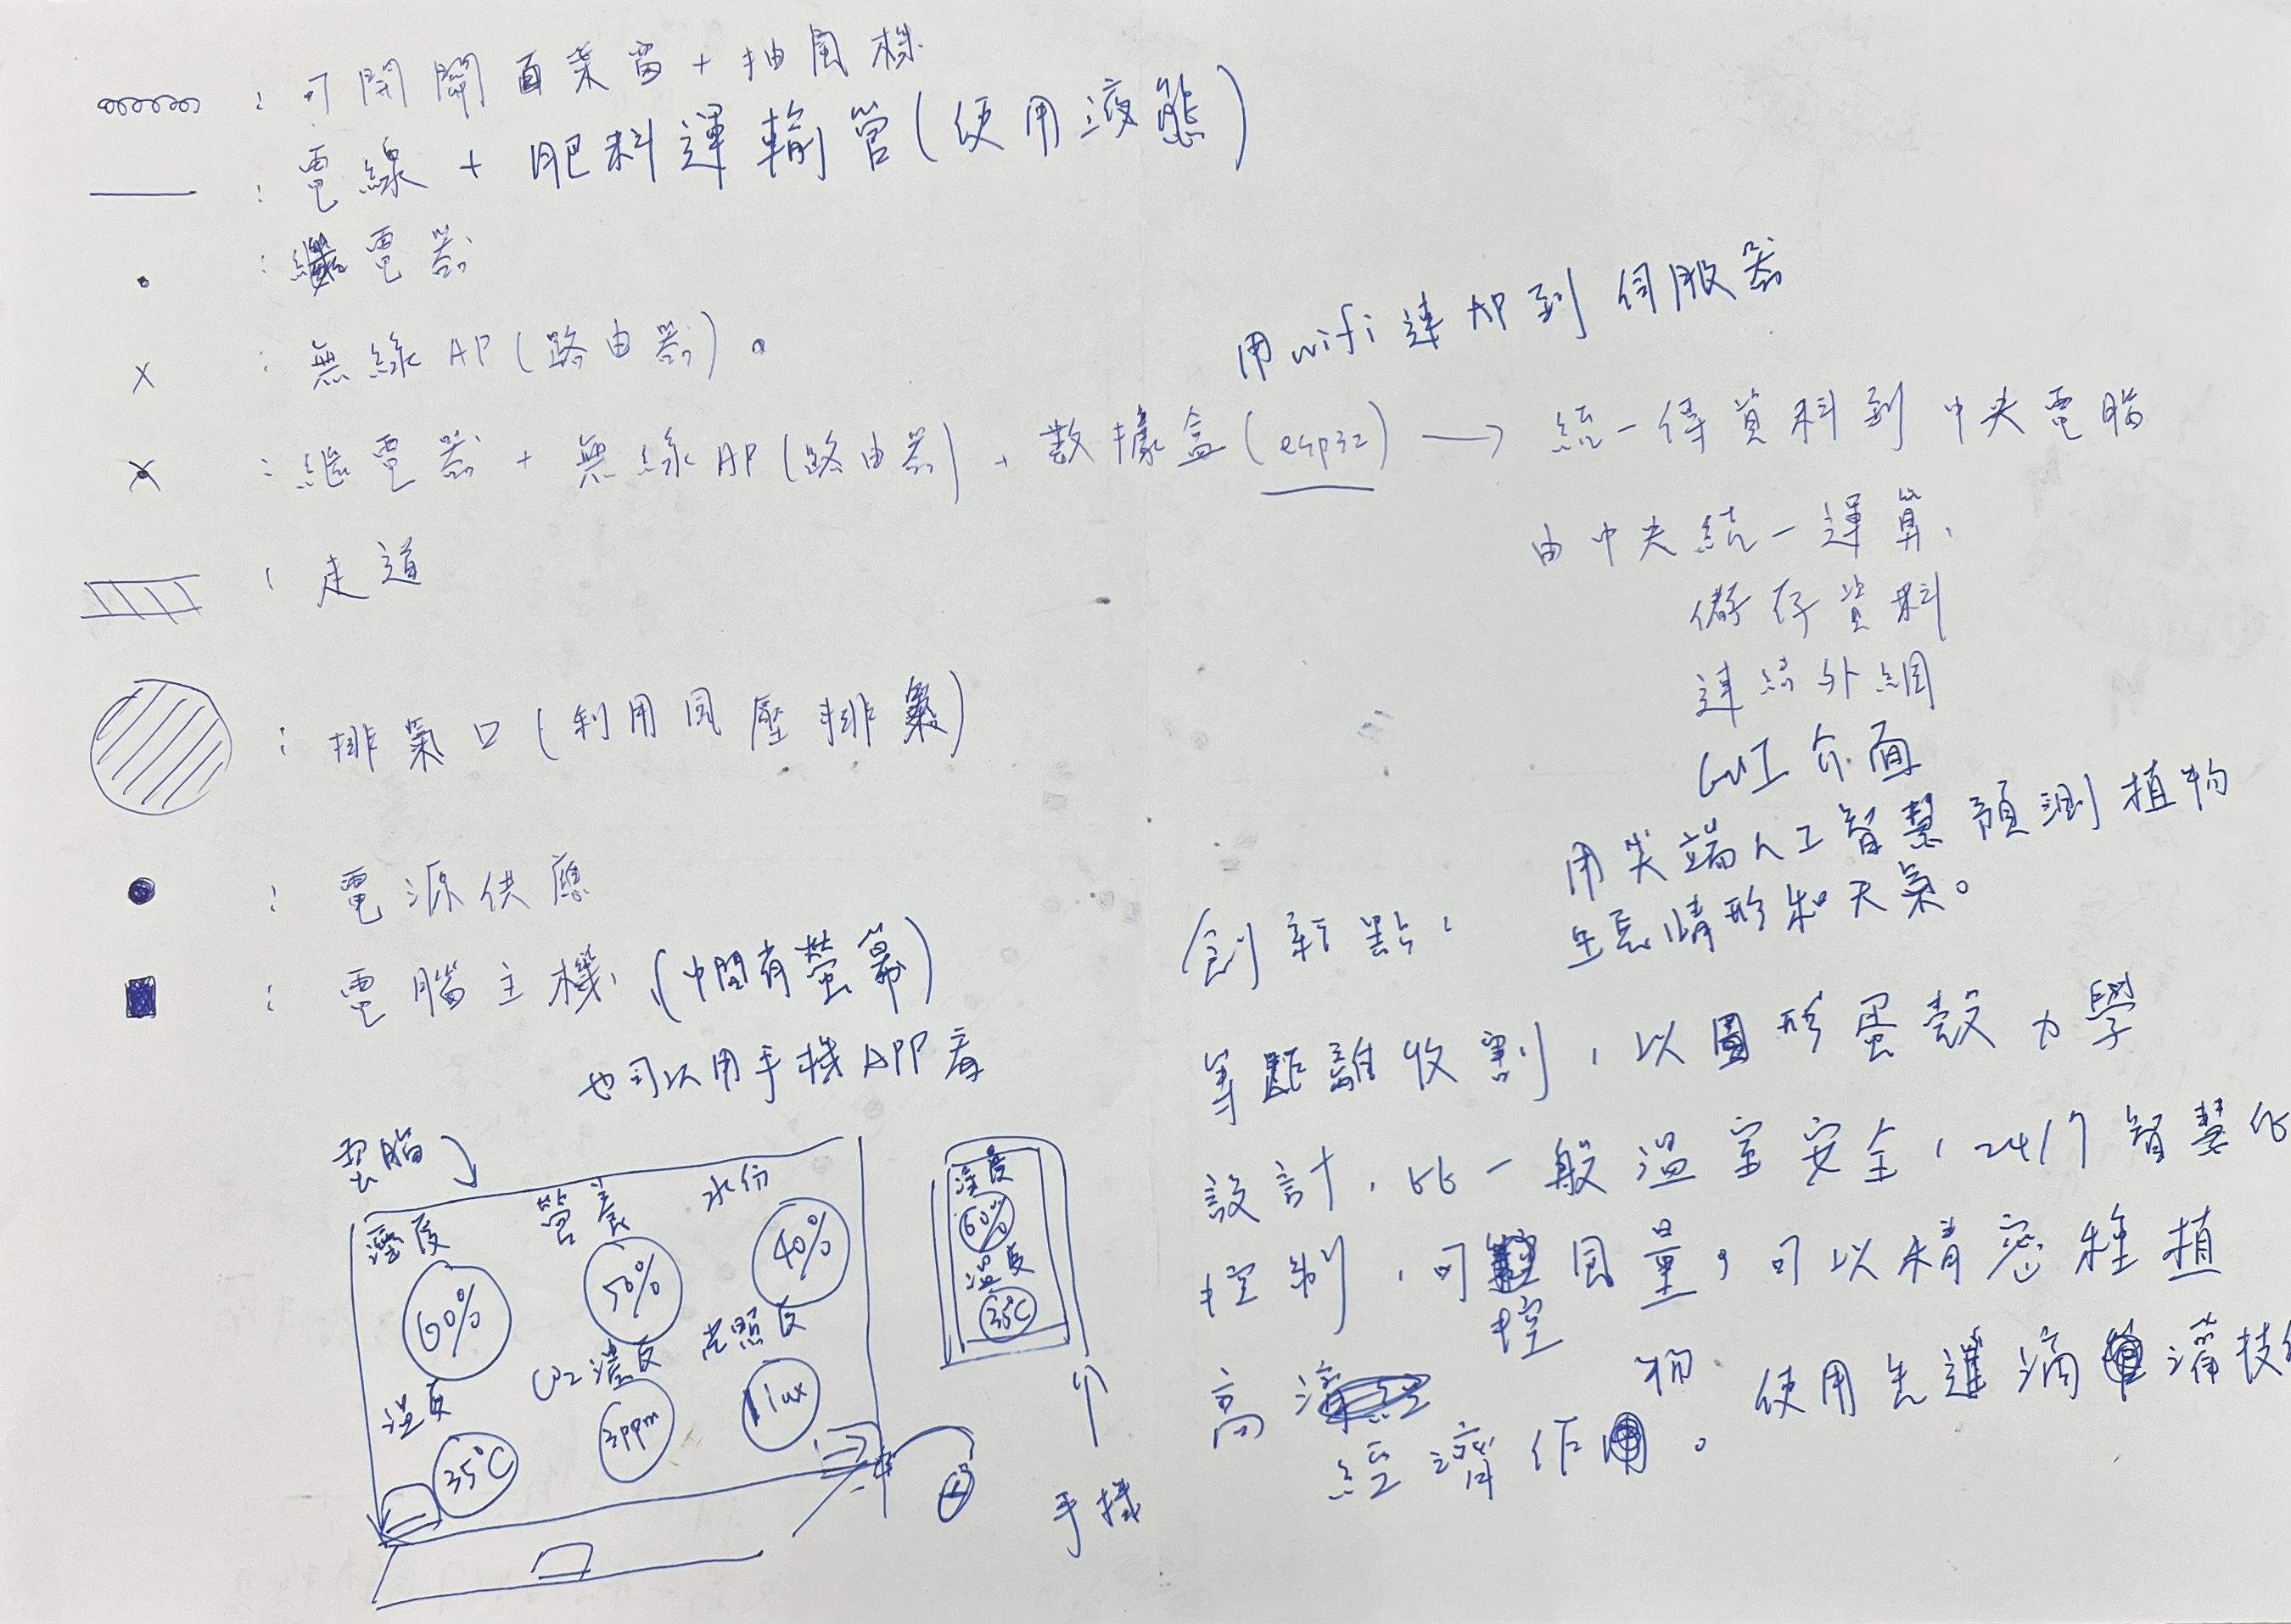 ：可開關百葉窗+抽風機
：電線+肥料運輸管(使用液態)
：繼電器
：無線AP(路由器)。
用wifi連AP到伺服器
：繼電器+無線AP(路由器)、數據盒(esp32) → 統一傳資料到中央電腦
由中央統一運算、
儲存資料
連結外網
GUI介面
用尖端人工智慧預測植物
生長情形和天氣。
：走道
：排氣口(利用風壓排氣)
：電源供應
：電腦主機、(中間有螢幕)
也可以用手機APP看
創新點：
等距離收割，以圓形蛋殼力學
設計，比一般溫室安全，24/7智慧化
控制，可控風量，可以精密種植
高經濟作物。使用先進滴灌技術
電腦
溼度
60%
營養
50%
水份
40%
溫度
35°C
CO2濃度
3ppm
光照度
1lux
溼度
60%
溫度
35°C
手機